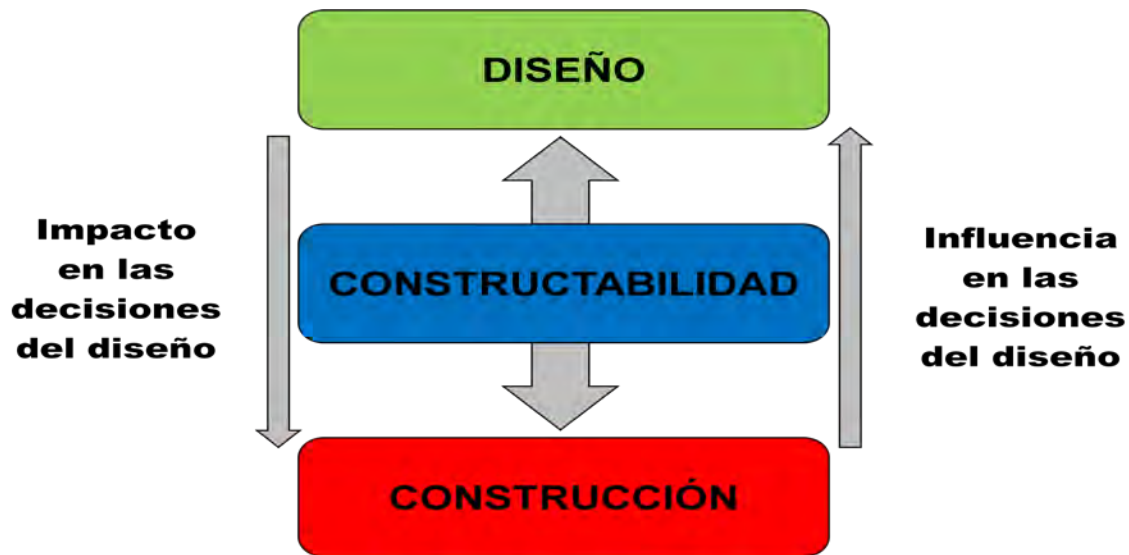 DISEÑO
Impacto
en las
decisiones
del diseño
CONSTRUCTABILIDAD
Influencia
en las
decisiones
del diseño
CONSTRUCCIÓN